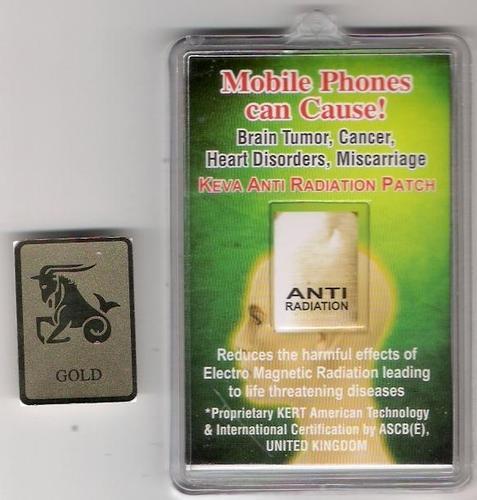 Mobile Phones
can Cause!
Brain Tumor, Cancer,
Heart Disorders, Miscarriage
KEVA ANTI RADIATION PATCH
ANTI
RADIATION
Reduces the harmful effects of
Electro Magnetic Radiation leading
to life threatening diseases
*Proprietary KERT American Technology
& International Certification by ASCB(E),
UNITED KINGDOM
GOLD